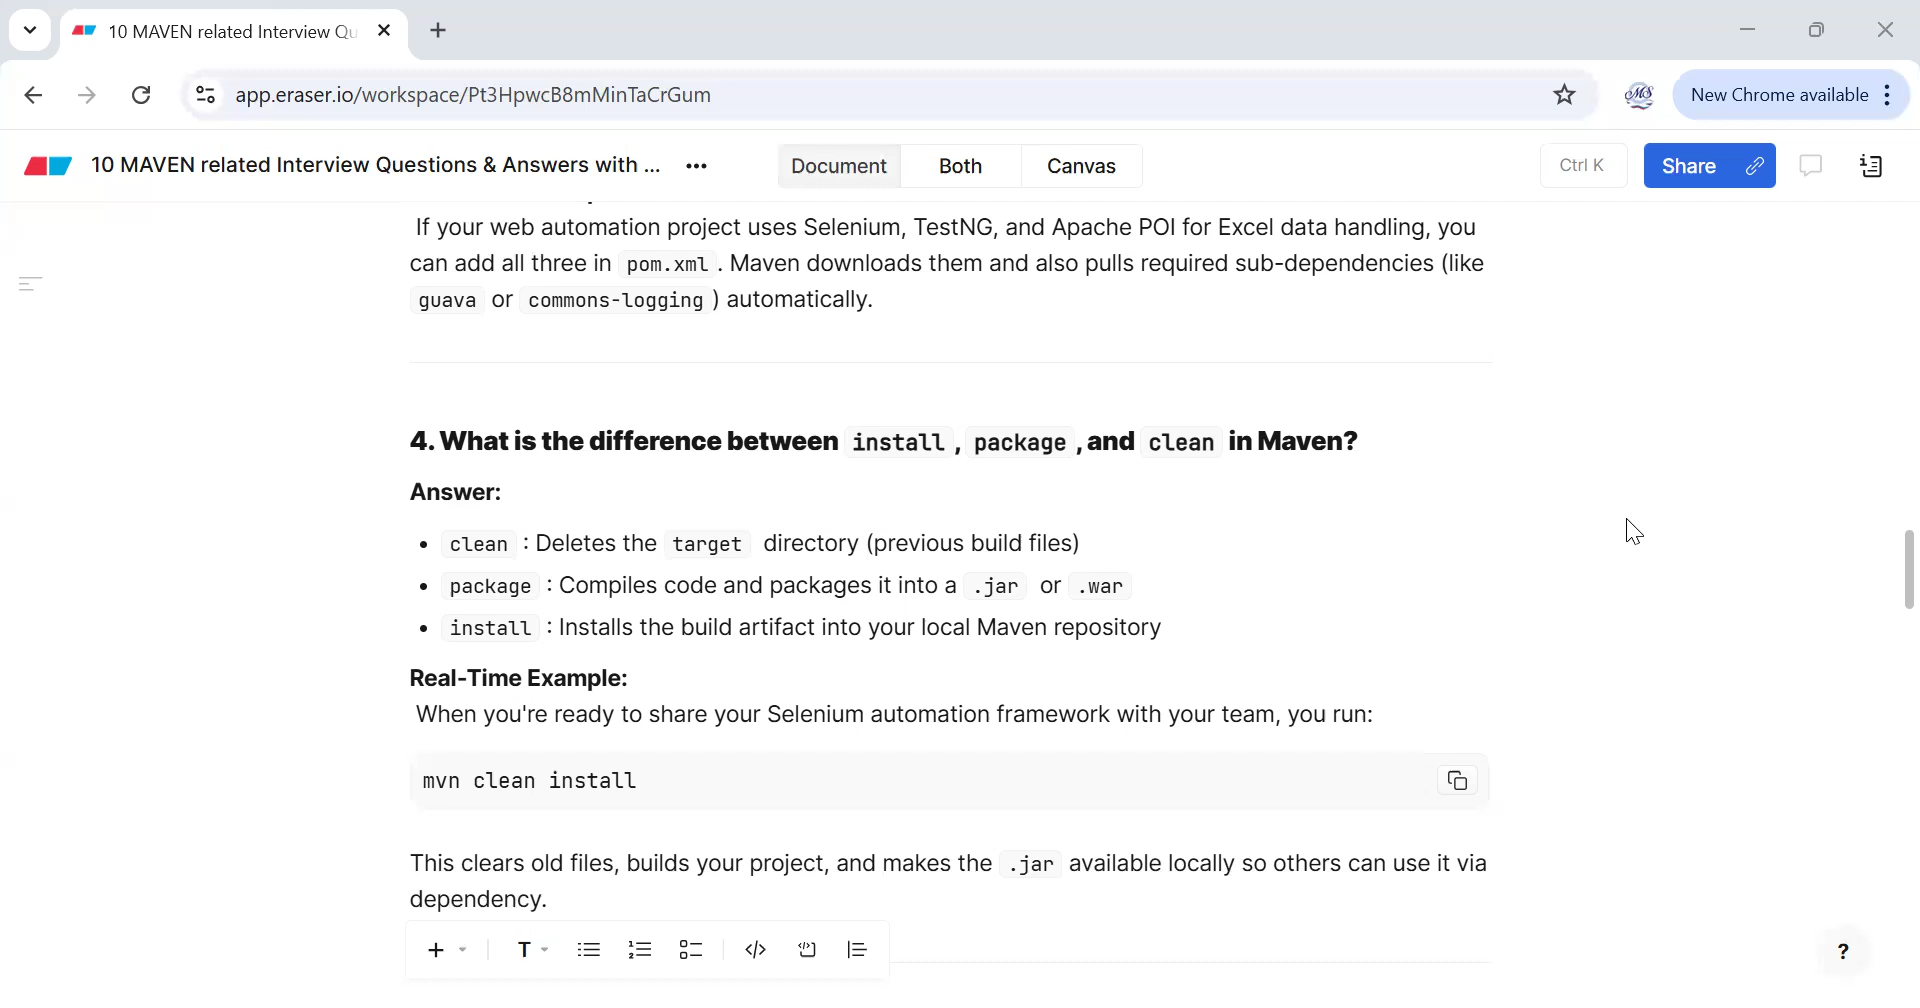 10 MAVEN related Interview Qu
app.eraser.io/workspace/Pt3HpwcB8mMinTaCrGum
New Chrome available
10 MAVEN related Interview Questions & Answers with ...
Document
Both
Canvas
Ctrl K
Share
If your web automation project uses Selenium, TestNG, and Apache POI for Excel data handling, you
can add all three in pom.xml . Maven downloads them and also pulls required sub-dependencies (like
guava or commons-logging ) automatically.
4. What is the difference between install , package , and clean in Maven?
Answer:
• clean : Deletes the target directory (previous build files)
• package : Compiles code and packages it into a .jar or .war
• install : Installs the build artifact into your local Maven repository
Real-Time Example:
When you're ready to share your Selenium automation framework with your team, you run:
mvn clean install
This clears old files, builds your project, and makes the .jar available locally so others can use it via
dependency.
T
?